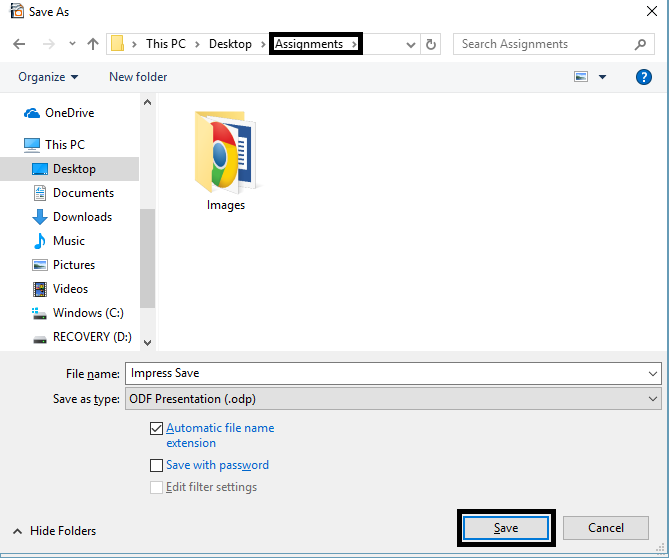 Save As
This PC > Desktop > Assignments >
Search Assignments
Organize
New folder
?
OneDrive
This PC
Desktop
Documents
Downloads
Music
Pictures
Videos
Windows (C:)
RECOVERY (D:)
Images
File name: Impress Save
Save as type: ODF Presentation (.odp)
Automatic file name
extension
Save with password
Edit filter settings
Hide Folders
Save
Cancel